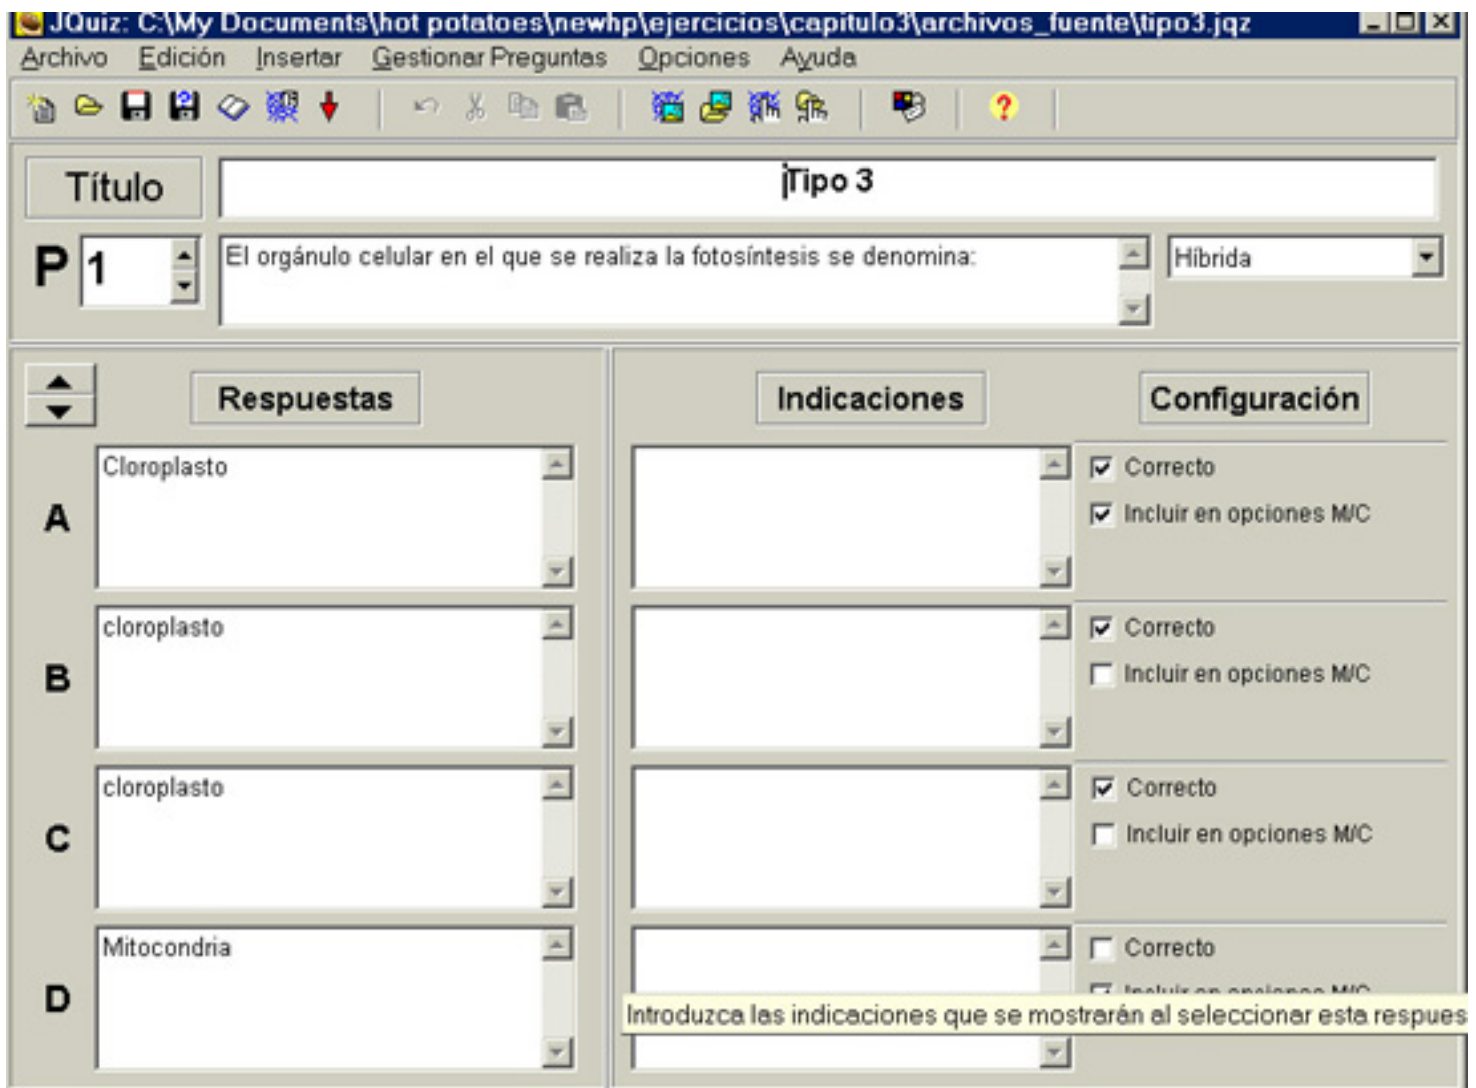 JQuiz: C:\My Documents\hot potatoes\newhp\ejercicios\capitulo3\archivos_fuente\tipo3.jqz
Archivo Edición Insertar Gestionar Preguntas Opciones Ayuda
Título
Tipo 3
P 1
El orgánulo celular en el que se realiza la fotosíntesis se denomina:
Híbrida
Respuestas Indicaciones Configuración
A
Cloroplasto
Correcto
Incluir en opciones M/C
B
cloroplasto
Correcto
Incluir en opciones M/C
C
cloroplasto
Correcto
Incluir en opciones M/C
D
Mitocondria
Correcto
Incluir en opciones M/C
Introduzca las indicaciones que se mostrarán al seleccionar esta respues